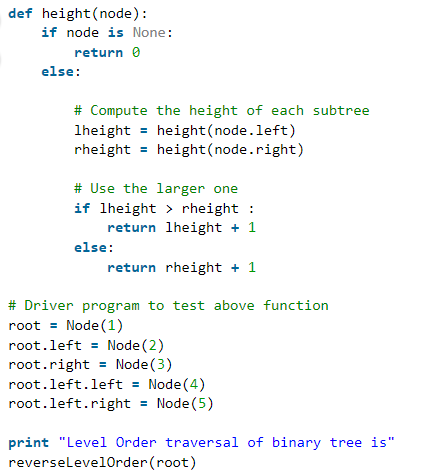 def height(node):
    if node is None:
        return 0
    else:

        # Compute the height of each subtree
        lheight = height(node.left)
        rheight = height(node.right)

        # Use the larger one
        if lheight > rheight :
            return lheight + 1
        else:
            return rheight + 1

# Driver program to test above function
root = Node(1)
root.left = Node(2)
root.right = Node(3)
root.left.left = Node(4)
root.left.right = Node(5)

print "Level Order traversal of binary tree is"
reverseLevelOrder(root)